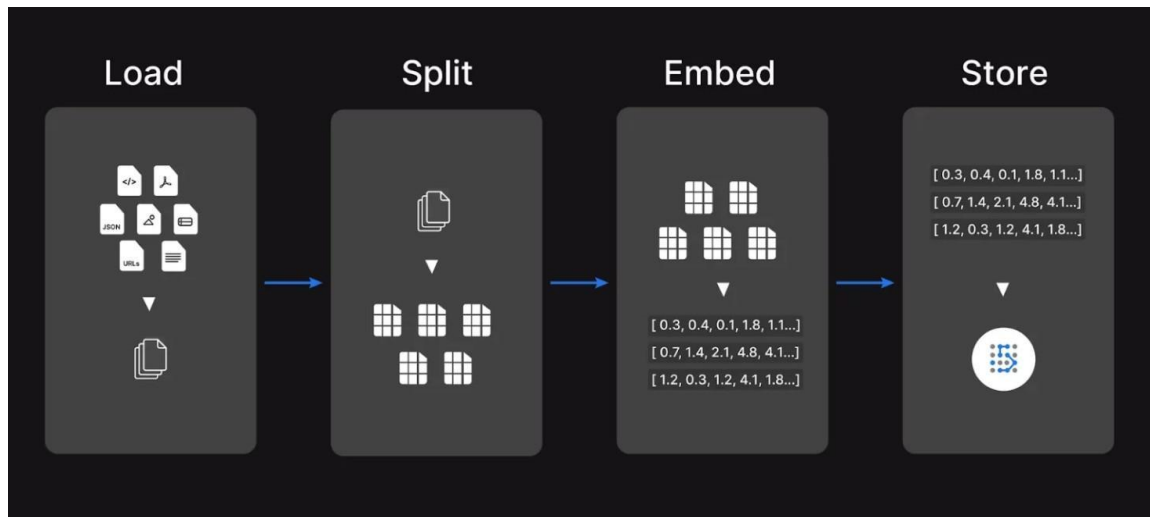 Load
Split
Embed
Store
</>
JSON
URLs
[ 0.3, 0.4, 0.1, 1.8, 1.1...]
[ 0.7, 1.4, 2.1, 4.8, 4.1...]
[ 1.2, 0.3, 1.2, 4.1, 1.8...]
[ 0.3, 0.4, 0.1, 1.8, 1.1...]
[ 0.7, 1.4, 2.1, 4.8, 4.1...]
[ 1.2, 0.3, 1.2, 4.1, 1.8...]